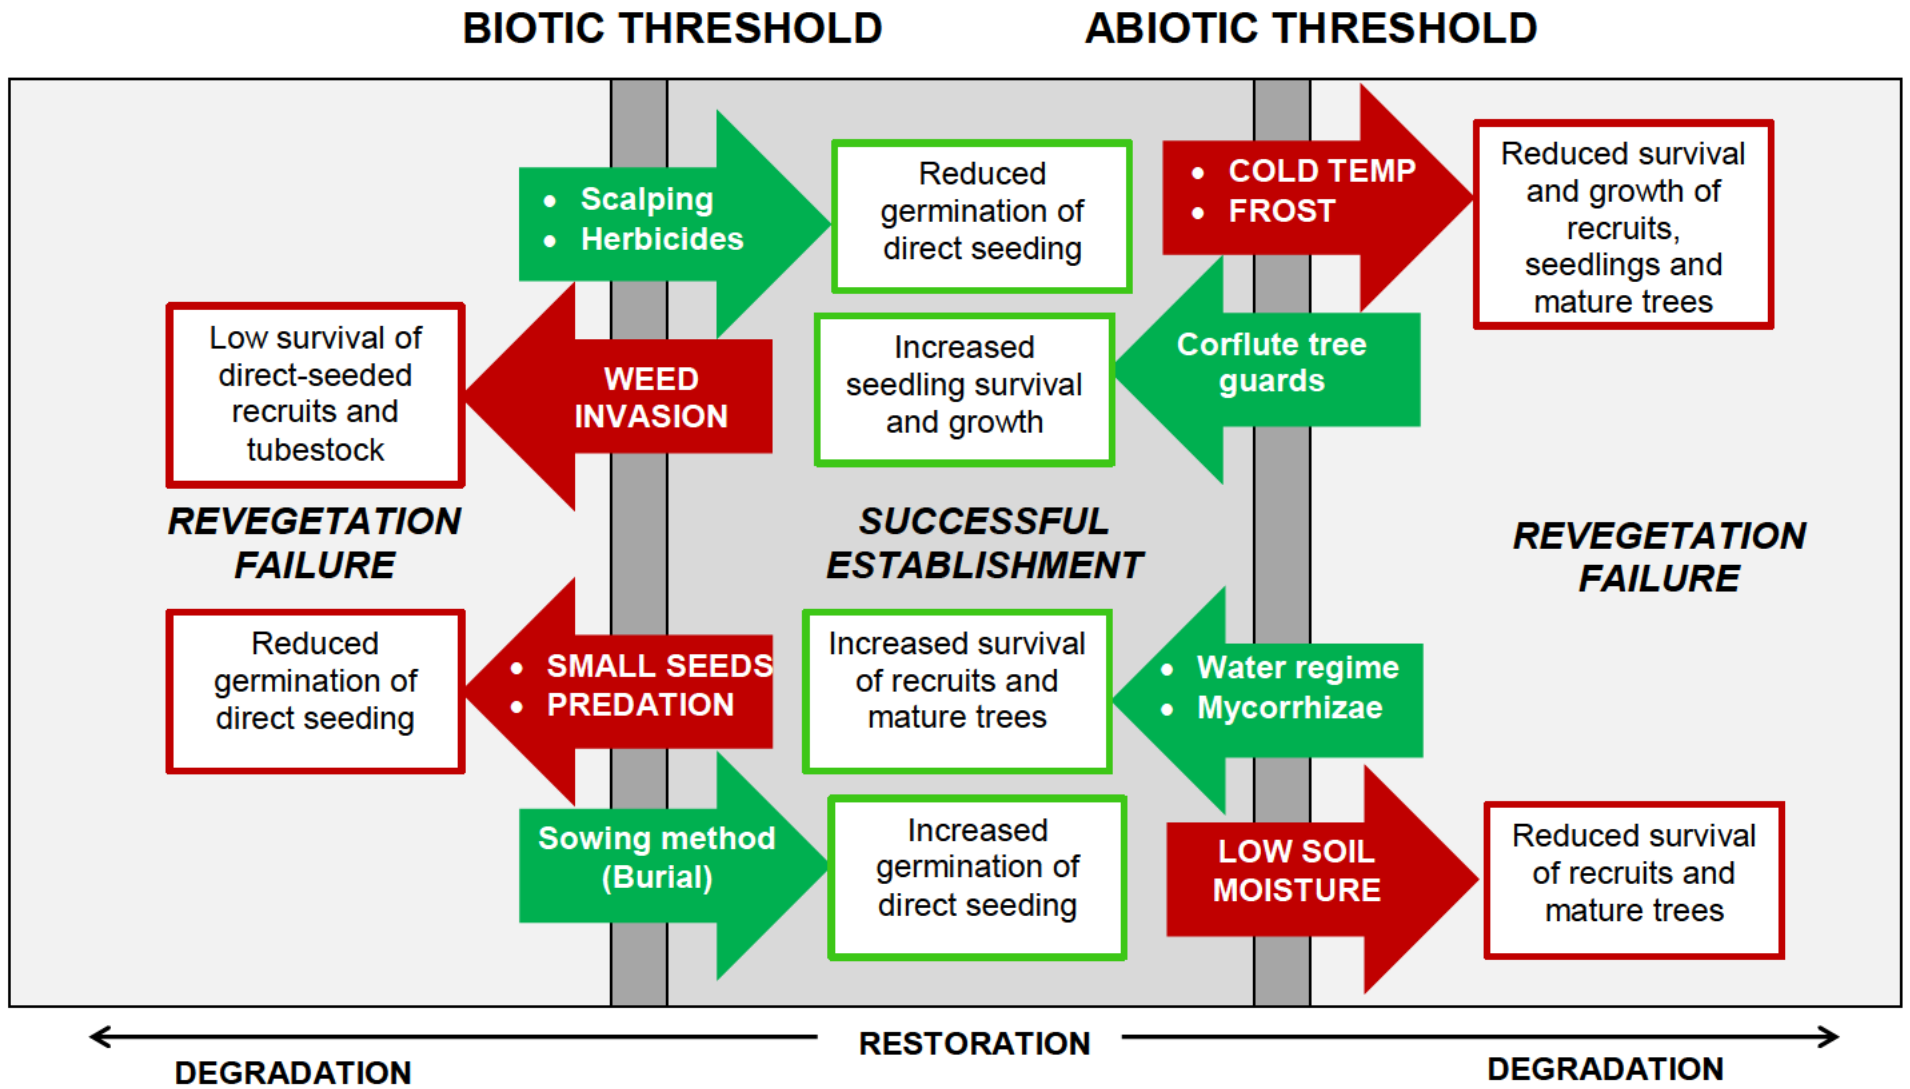 BIOTIC THRESHOLD
ABIOTIC THRESHOLD
• Scalping
• Herbicides
Reduced
germination of
direct seeding
• COLD TEMP
• FROST
Reduced survival
and growth of
recruits,
seedlings and
mature trees
Low survival of
direct-seeded
recruits and
tubestock
WEED
INVASION
Increased
seedling survival
and growth
Corflute tree
guards
REVEGETATION
FAILURE
SUCCESSFUL
ESTABLISHMENT
REVEGETATION
FAILURE
Reduced
germination of
direct seeding
• SMALL SEEDS
• PREDATION
Increased survival
of recruits and
mature trees
• Water regime
• Mycorrhizae
Sowing method
(Burial)
Increased
germination of
direct seeding
LOW SOIL
MOISTURE
Reduced survival
of recruits and
mature trees
DEGRADATION
RESTORATION
DEGRADATION